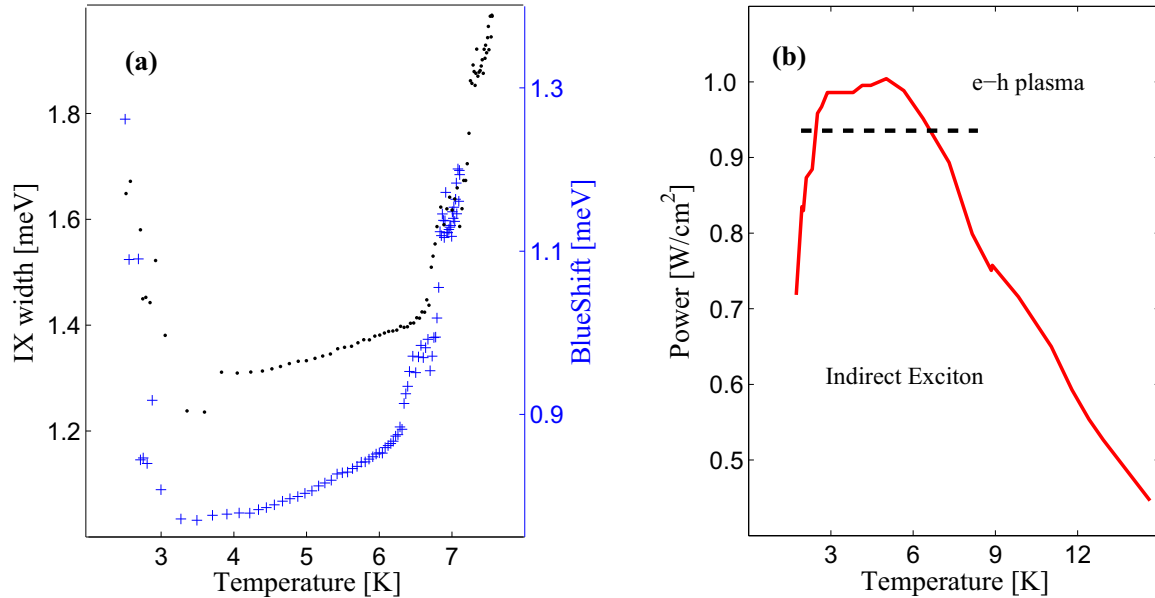 (a)
IX width [meV]
1.8
1.6
1.4
1.2
3
4
5
6
7
Temperature [K]
1.3
1.1
0.9
BlueShift [meV]
(b)
e−h plasma
Indirect Exciton
Power [W/cm²]
1.0
0.9
0.8
0.7
0.6
0.5
3
6
9
12
Temperature [K]